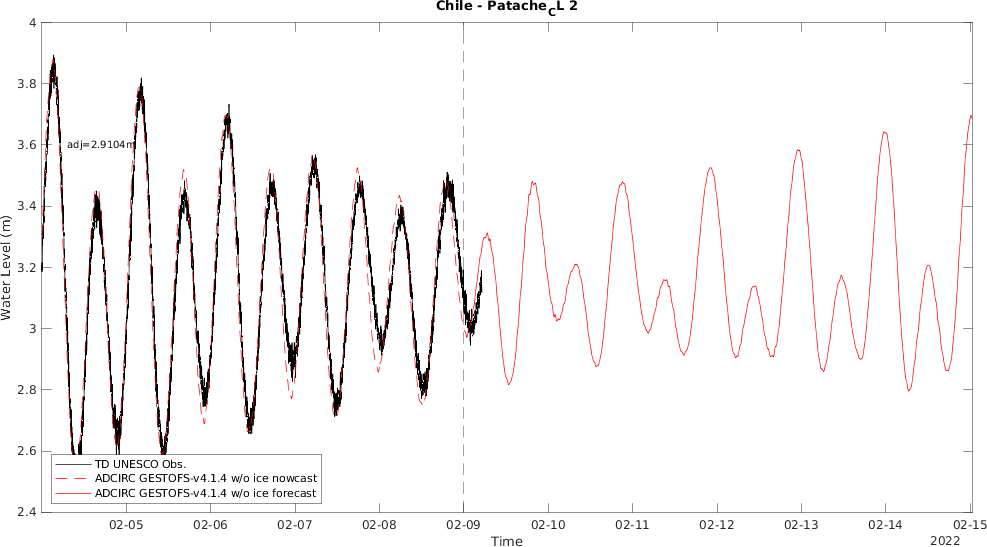 Chile - Patache_CL 2
4
3.8
3.6
3.4
3.2
3
2.8
2.6
2.4
Water Level (m)
adj=2.9104m
TD UNESCO Obs.
ADCIRC GESTOFS-v4.1.4 w/o ice nowcast
ADCIRC GESTOFS-v4.1.4 w/o ice forecast
02-05 02-06 02-07 02-08 02-09 02-10 02-11 02-12 02-13 02-14 02-15
Time
2022